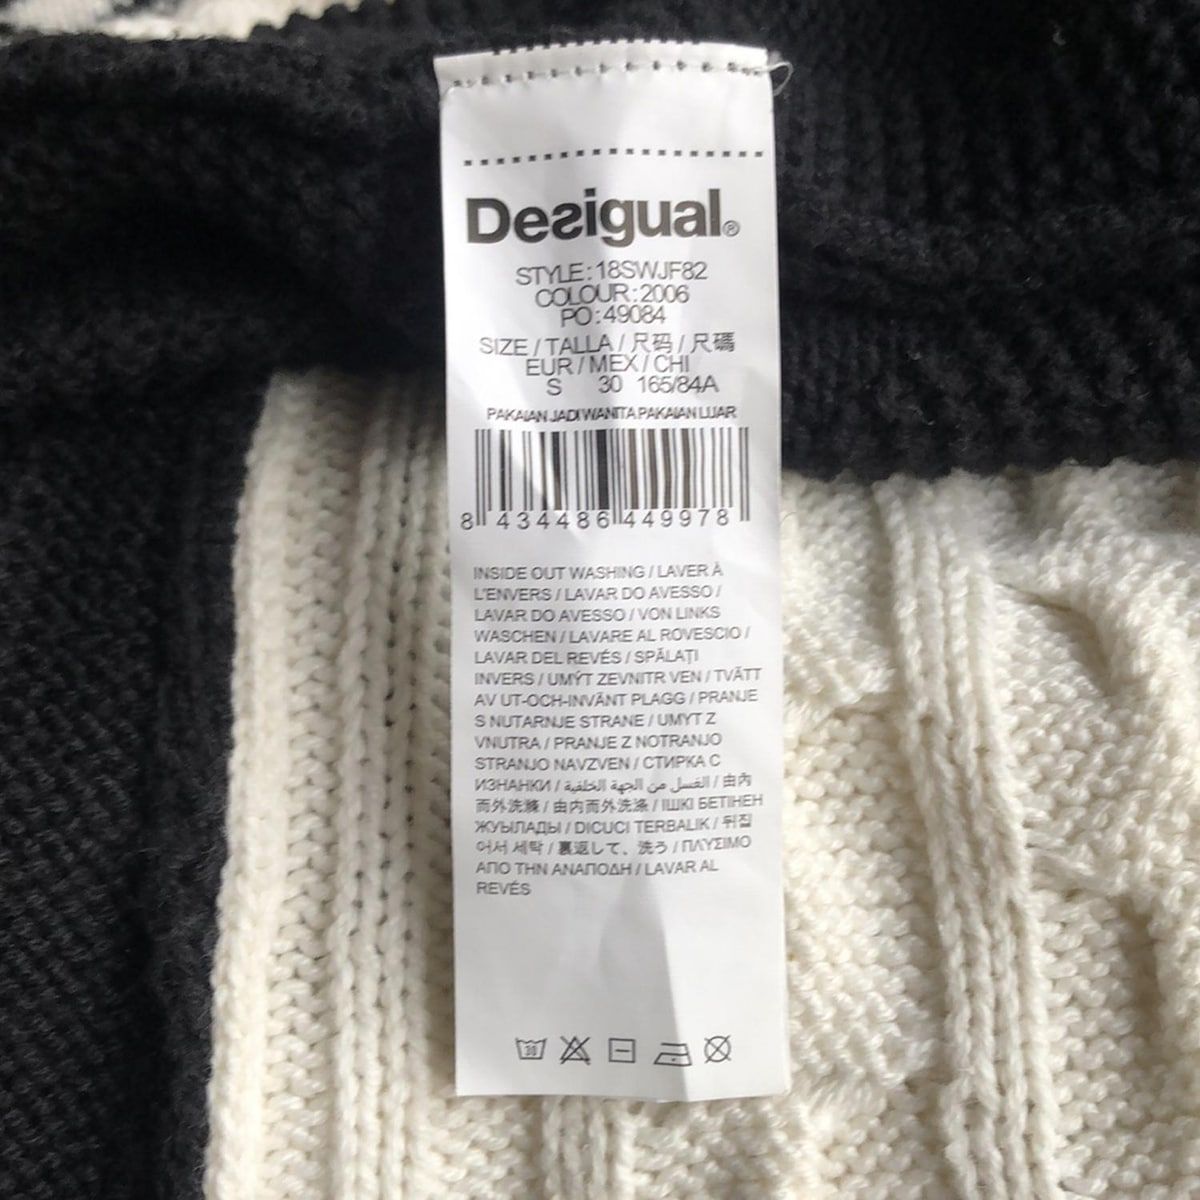 Desigual®
STYLE:18SWJF82
COLOUR:2006
PO:49084
SIZE / TALLA / 尺码 / 尺碼
EUR / MEX / CHI
S 30 165/84A
PAKAIAN JADI WANITA PAKAIAN LUAR
8 434486 449978
INSIDE OUT WASHING / LAVER À
L'ENVERS / LAVAR DO AVESSO /
LAVAR DO AVESSO / VON LINKS
WASCHEN / LAVARE AL ROVESCIO /
LAVAR DEL REVÉS / SPĂLAȚI
INVERS / UMÝT ZEVNITR VEN / TVÄTT
AV UT-OCH-INVÄNT PLAGG / PRANJE
S NUTARNJE STRANE / UMYT Z
VNUTRA / PRANJE Z NOTRANJO
STRANJO NAVZVEN / СТИРКА С
ИЗНАНКИ / الغسل من الجهة الخلفية / 由內
而外洗滌 / 由内而外洗涤 / ІШКІ БЕТІНЕН
ЖУЫЛАДЫ / DICUCI TERBALIK / 뒤집
어서 세탁 / 裏返して、洗う / ΠΛΥΣΙΜΟ
ΑΠΟ ΤΗΝ ΑΝΑΠΟΔΗ / LAVAR AL
REVÉS
30